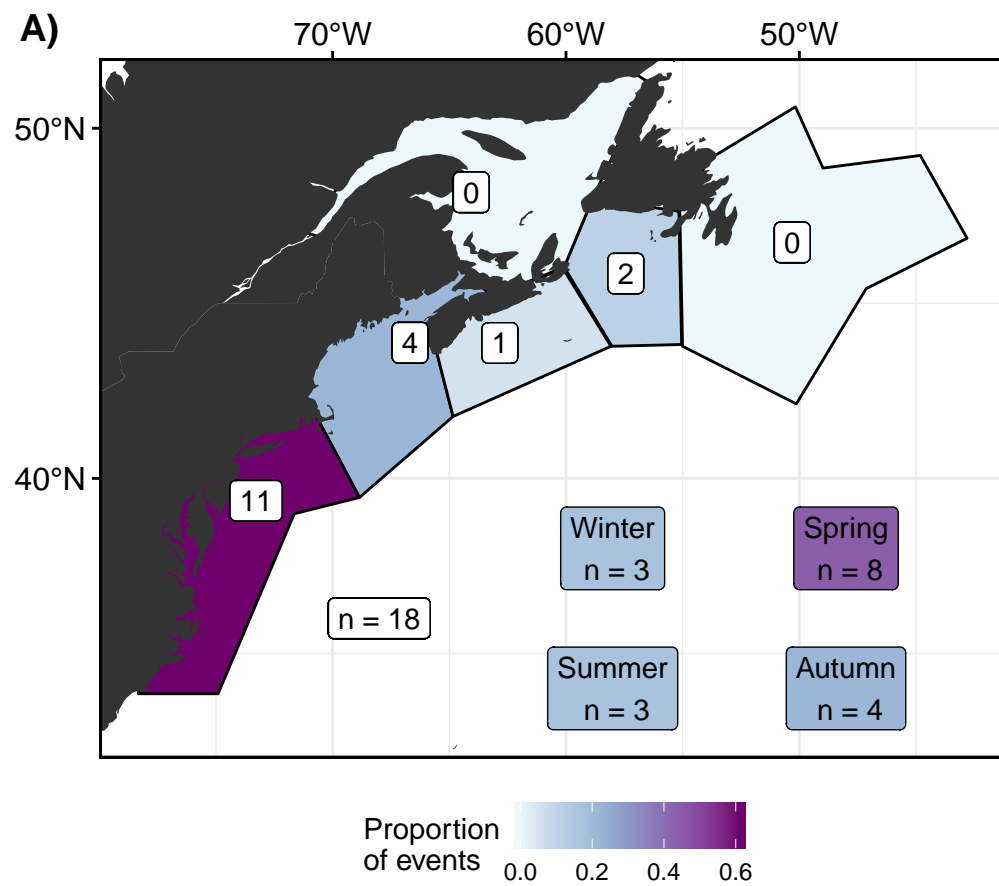 A)
70°W 60°W 50°W
50°N
0
0
2
4
1
40°N
11
Winter
n = 3
Spring
n = 8
n = 18
Summer
n = 3
Autumn
n = 4
Proportion
of events
0.0 0.2 0.4 0.6